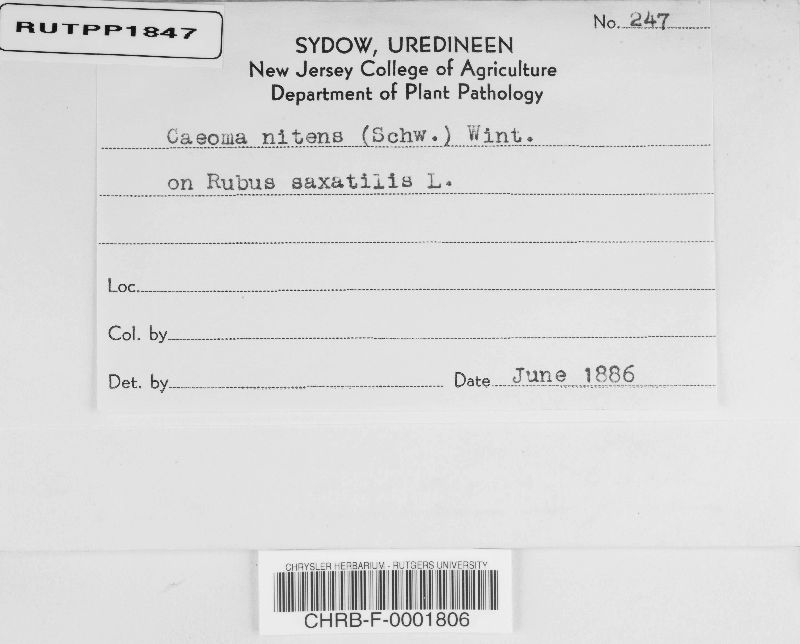 RUTPP1847
No. 247
SYDOW, UREDINEEN
New Jersey College of Agriculture
Department of Plant Pathology
Caeoma nitens (Schw.) Wint.
on Rubus saxatilis L.
Loc.
Col. by
Det. by Date June 1886
CHRYSLER HERBARIUM - RUTGERS UNIVERSITY
CHRB-F-0001806